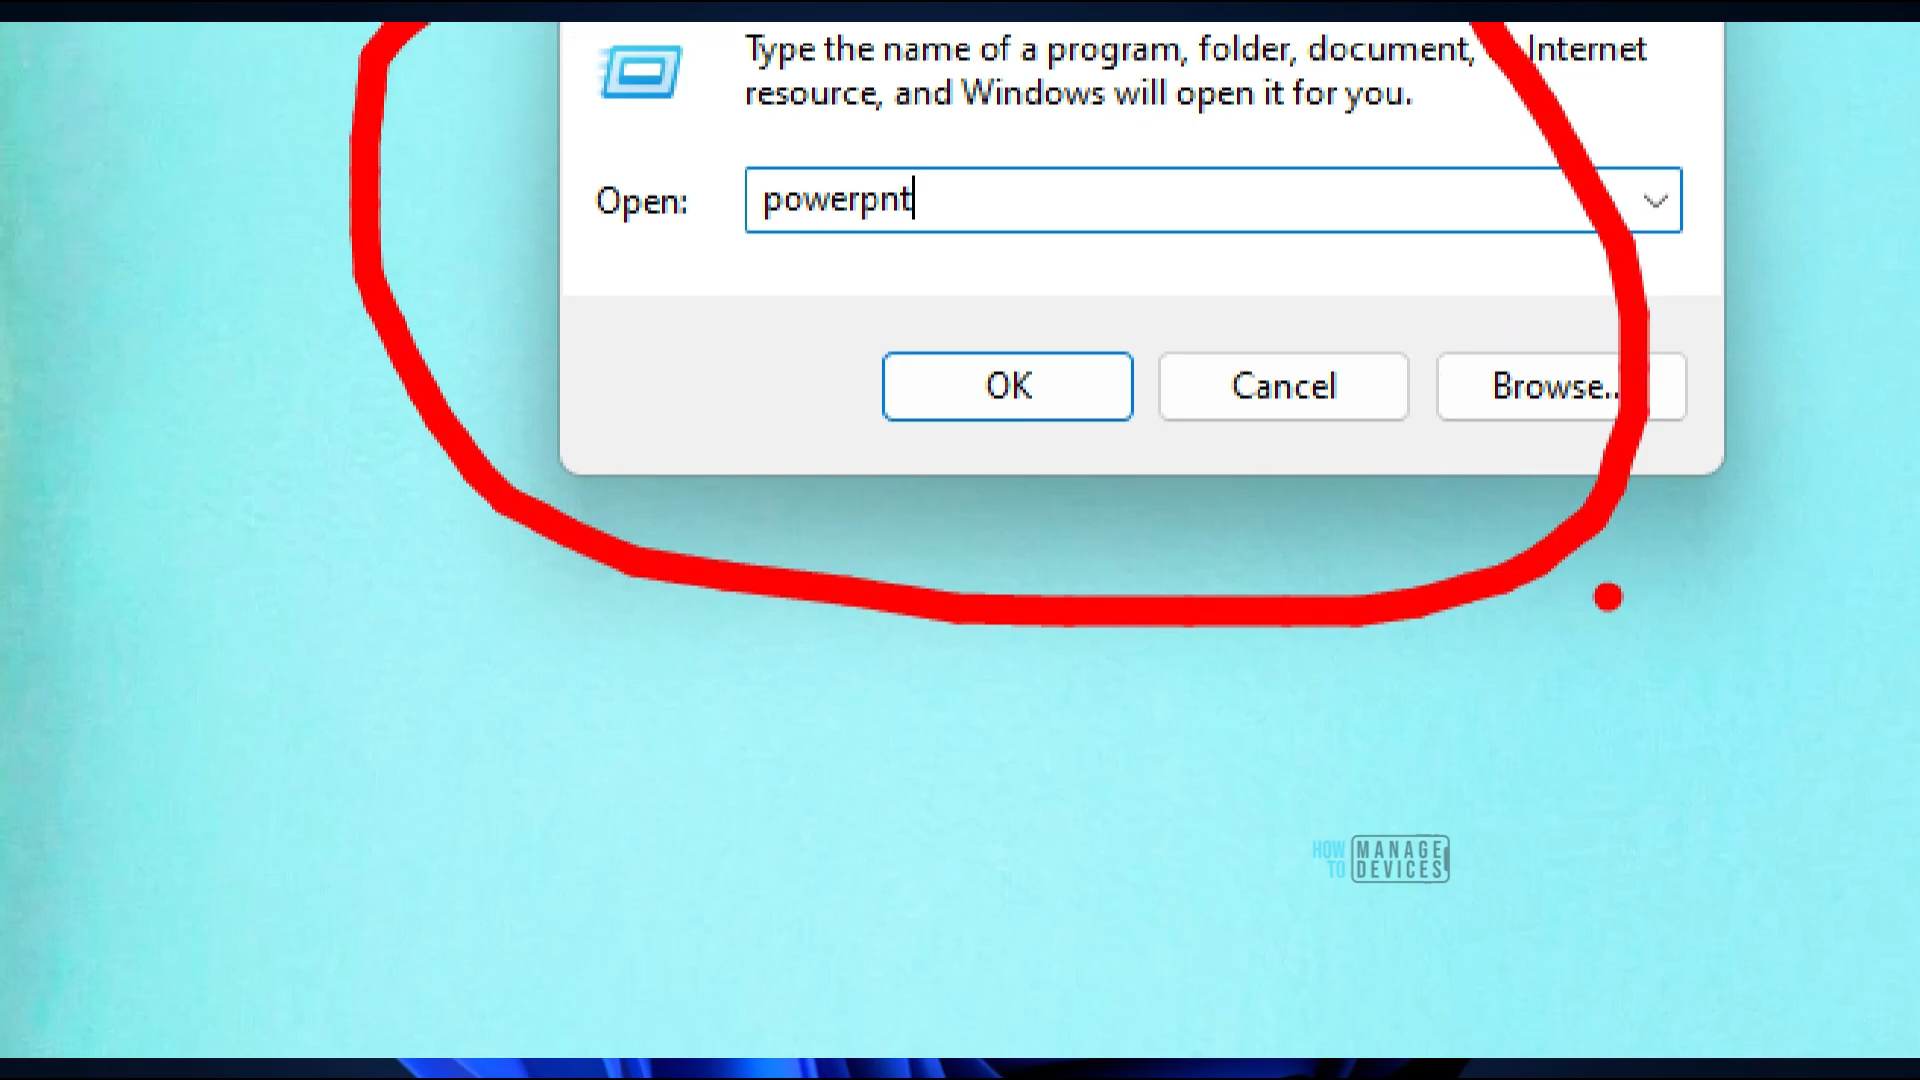 Type the name of a program, folder, document, Internet
resource, and Windows will open it for you.
Open: powerpnt
OK Cancel Browse..
HOW TO MANAGE DEVICES